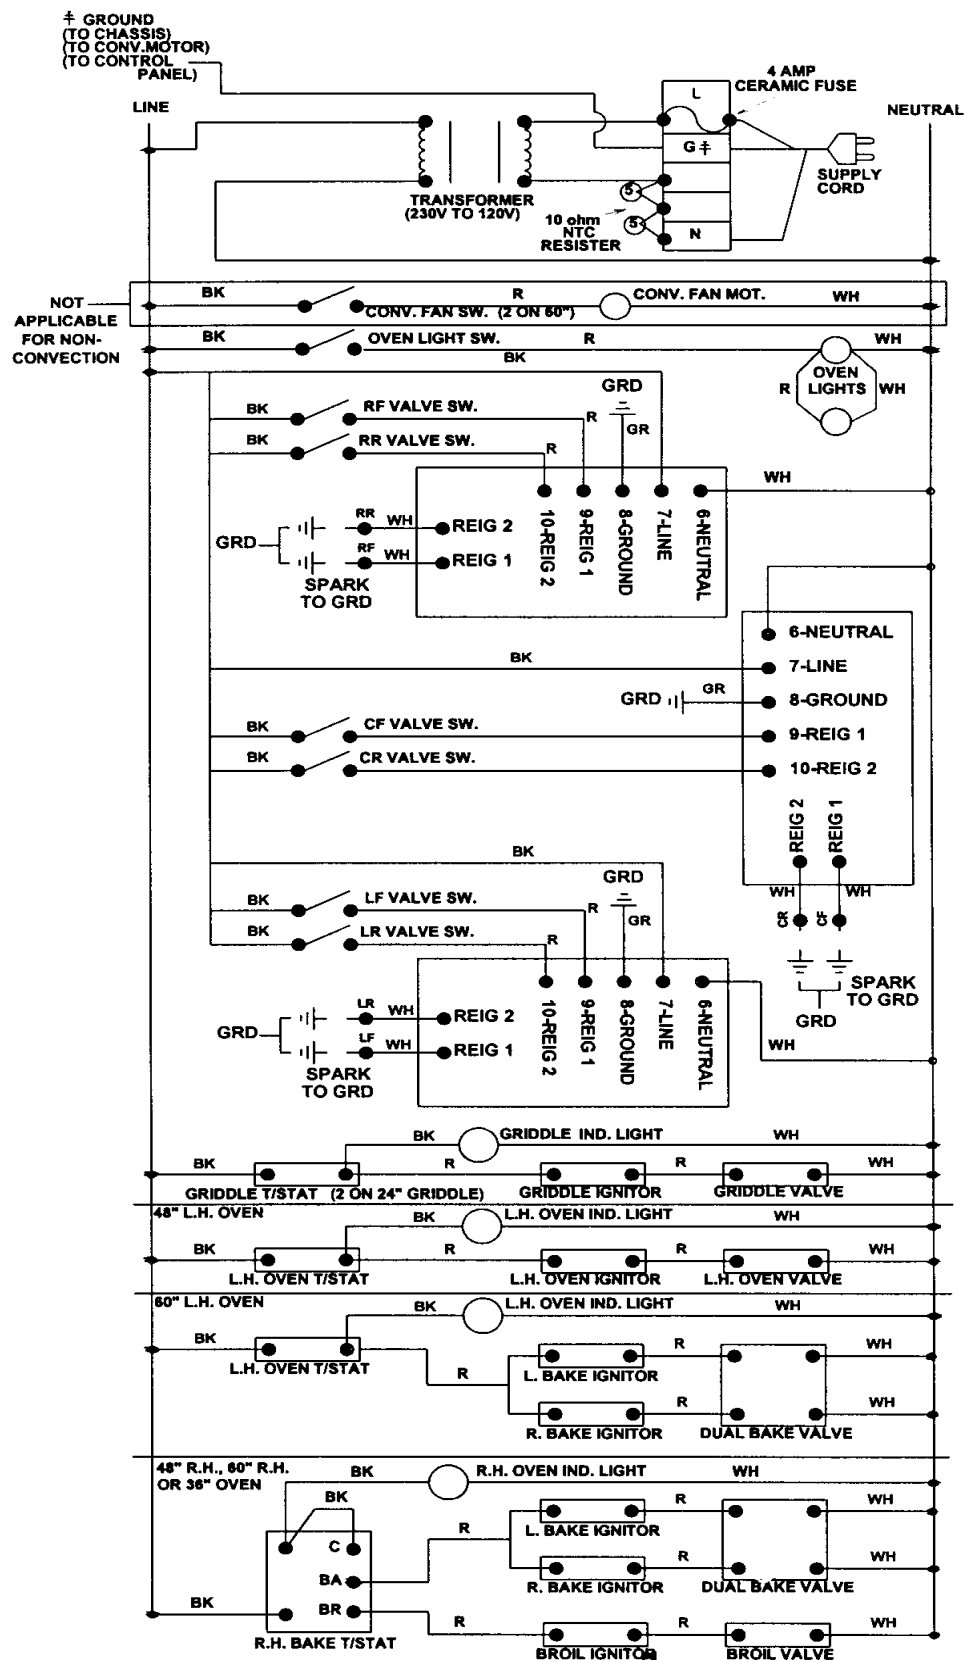 ⏚ GROUND
(TO CHASSIS)
(TO CONV.MOTOR)
(TO CONTROL
PANEL)
LINE
4 AMP
CERAMIC FUSE
NEUTRAL
L
G ⏚
SUPPLY
CORD
TRANSFORMER
(230V TO 120V)
5
5
10 ohm
NTC
RESISTER
N
NOT
APPLICABLE
FOR NON-
CONVECTION
BK
CONV. FAN SW. (2 ON 60")
R
CONV. FAN MOT.
WH
BK
OVEN LIGHT SW.
R
WH
BK
R
OVEN
LIGHTS
WH
BK
RF VALVE SW.
R
GRD
GR
BK
RR VALVE SW.
R
WH
10-REIG 2
9-REIG 1
8-GROUND
7-LINE
6-NEUTRAL
GRD
RR
WH
REIG 2
RF
WH
REIG 1
SPARK
TO GRD
6-NEUTRAL
BK
7-LINE
GRD
GR
8-GROUND
BK
CF VALVE SW.
9-REIG 1
BK
CR VALVE SW.
10-REIG 2
REIG 2
REIG 1
WH
WH
CR
CF
SPARK
TO GRD
GRD
BK
BK
LF VALVE SW.
R
GRD
GR
BK
LR VALVE SW.
R
10-REIG 2
9-REIG 1
8-GROUND
7-LINE
6-NEUTRAL
WH
GRD
LR
WH
REIG 2
LF
WH
REIG 1
SPARK
TO GRD
BK
GRIDDLE IND. LIGHT
WH
BK
R
R
WH
GRIDDLE T/STAT (2 ON 24" GRIDDLE)
GRIDDLE IGNITOR
GRIDDLE VALVE
48" L.H. OVEN
BK
L.H. OVEN IND. LIGHT
WH
BK
R
R
WH
L.H. OVEN T/STAT
L.H. OVEN IGNITOR
L.H. OVEN VALVE
60" L.H. OVEN
BK
L.H. OVEN IND. LIGHT
WH
BK
L.H. OVEN T/STAT
R
R
WH
L. BAKE IGNITOR
R
WH
R. BAKE IGNITOR
DUAL BAKE VALVE
48" R.H., 60" R.H.
OR 36" OVEN
BK
R.H. OVEN IND. LIGHT
WH
BK
C
R
R
WH
L. BAKE IGNITOR
BA
R
WH
R. BAKE IGNITOR
DUAL BAKE VALVE
BK
BR
R
R
WH
R.H. BAKE T/STAT
BROIL IGNITOR
BROIL VALVE